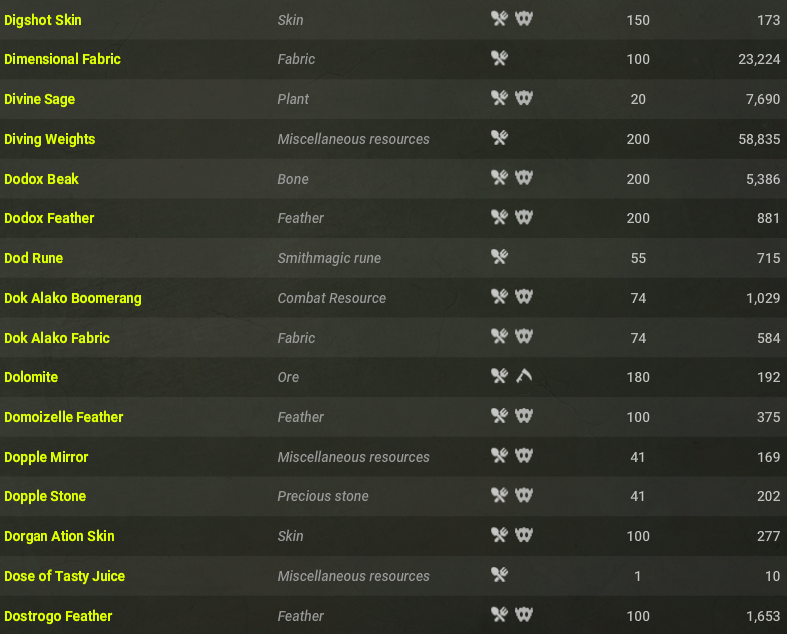 Digshot Skin Skin 150 173
Dimensional Fabric Fabric 100 23,224
Divine Sage Plant 20 7,690
Diving Weights Miscellaneous resources 200 58,835
Dodox Beak Bone 200 5,386
Dodox Feather Feather 200 881
Dod Rune Smithmagic rune 55 715
Dok Alako Boomerang Combat Resource 74 1,029
Dok Alako Fabric Fabric 74 584
Dolomite Ore 180 192
Domoizelle Feather Feather 100 375
Dopple Mirror Miscellaneous resources 41 169
Dopple Stone Precious stone 41 202
Dorgan Ation Skin Skin 100 277
Dose of Tasty Juice Miscellaneous resources 1 10
Dostrogo Feather Feather 100 1,653